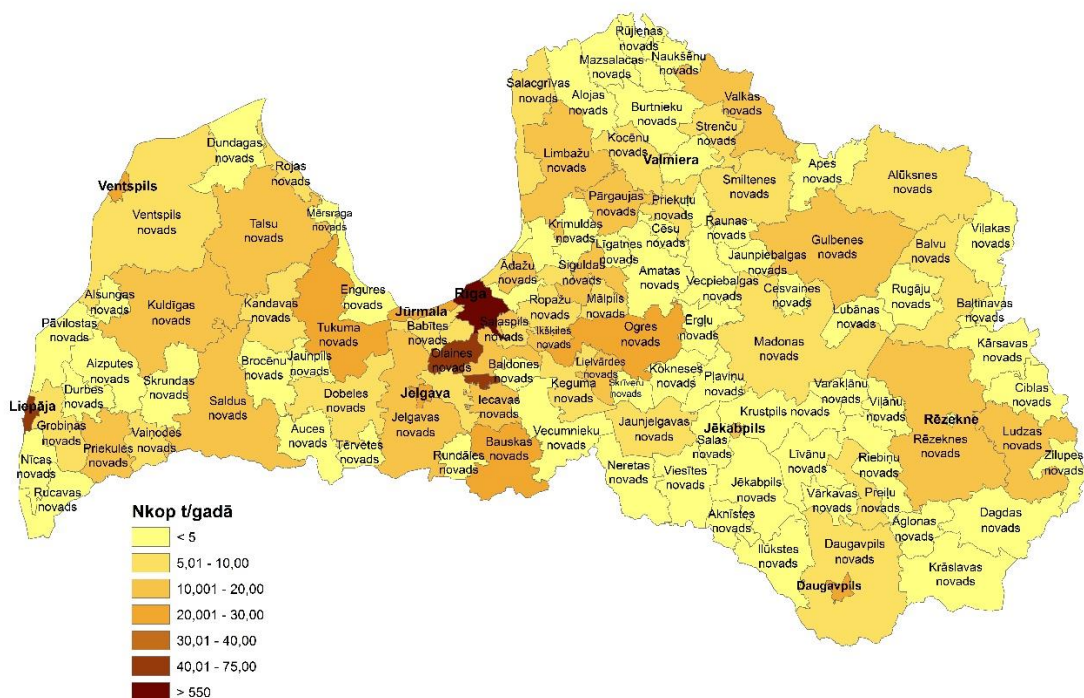 Rūjienas
novads
Naukšēnu
novads
Mazsalacas
novads
Salacgrīvas
novads
Alojas
novads
Valkas
novads
Burtnieku
novads
Strenču
novads
Dundagas
novads
Kocēnu
novads
Limbažu
novads
Valmiera
Apes
novads
Rojas
novads
Alūksnes
novads
Ventspils
Smiltenes
novads
Pārgaujas
novads
Priekuļu
novads
Ventspils
novads
Talsu
novads
Mērsraga
novads
Krimuldas
novads
Cēsu
novads
Raunas
novads
Viļakas
novads
Līgatnes
novads
Gulbenes
novads
Balvu
novads
Jaunpiebalgas
novads
Ādažu
novads
Siguldas
novads
Amatas
novads
Vecpiebalgas
novads
Alsungas
novads
Kuldīgas
novads
Engures
novads
Rīga
Cesvaines
novads
Rugāju
novads
Kandavas
novads
Ropažu
novads
Mālpils
novads
Baltinavas
novads
Pāvilostas
novads
Jūrmala
Babītes
novads
Salaspils
novads
Ikšķiles
novads
Ogres
novads
Ērgļu
novads
Lubānas
novads
Tukuma
novads
Madonas
novads
Kārsavas
novads
Aizputes
novads
Brocēnu
novads
Jaunpils
novads
Olaines
novads
Baldones
novads
Lielvārdes
novads
Kokneses
novads
Skrundas
novads
Skrīveru
novads
Pļaviņu
novads
Durbes
novads
Varakļānu
novads
Ciblas
novads
Liepāja
Saldus
novads
Dobeles
novads
Jelgava
Iecavas
novads
Ķeguma
novads
Viļānu
novads
Rēzekne
Grobiņas
novads
Krustpils novads
Jelgavas
novads
Jaunjelgavas
novads
Jēkabpils
Rēzeknes
novads
Ludzas
novads
Auces
novads
Vaiņodes
novads
Priekules
novads
Tērvetes
novads
Vecumnieku
novads
Bauskas
novads
Salas
novads
Rundāles
novads
Līvānu
novads
Riebiņu
novads
Zilupes
novads
Nīcas
novads
Neretas
novads
Viesītes
novads
Jēkabpils
novads
Vārkavas
novads
Preiļu
novads
Rucavas
novads
Aknīstes
novads
Aglonas
novads
Dagdas
novads
Ilūkstes
novads
Daugavpils
novads
Krāslavas
novads
Daugavpils
Nkop t/gadā
< 5
5,01 - 10,00
10,001 - 20,00
20,001 - 30,00
30,01 - 40,00
40,01 - 75,00
> 550